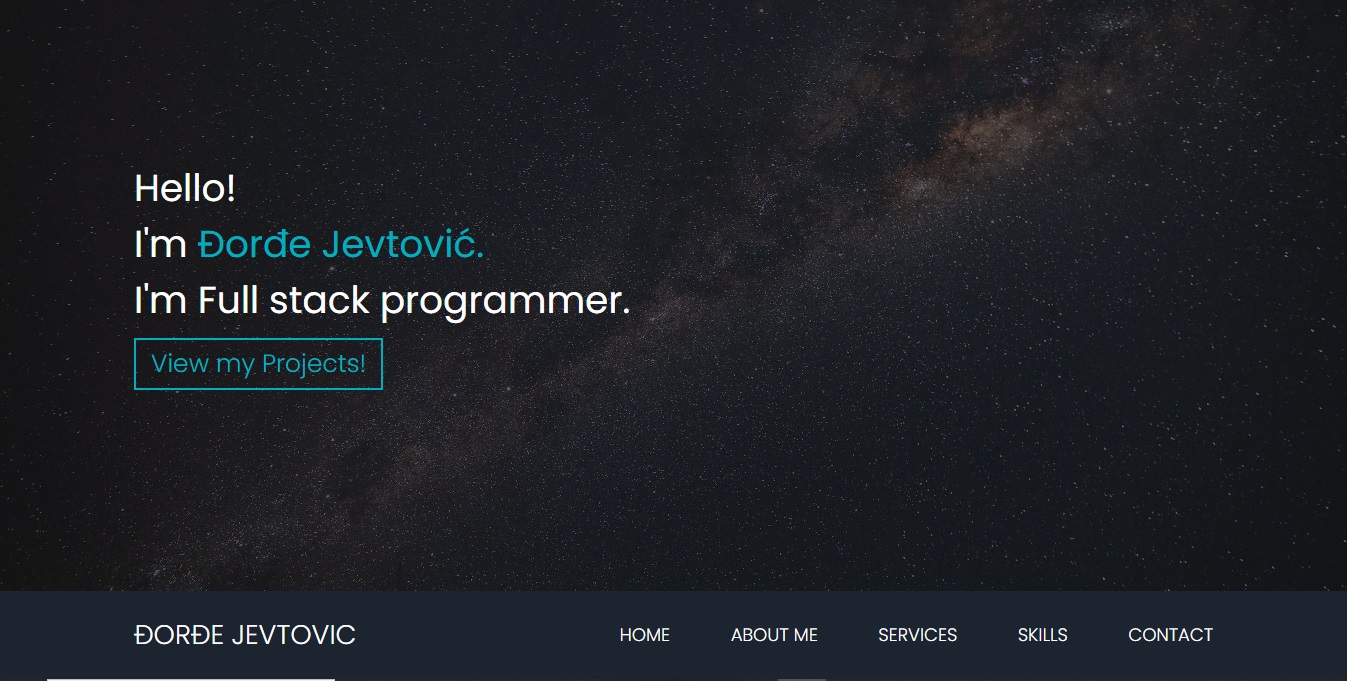 Hello!
I'm Đorđe Jevtović.
I'm Full stack programmer.
View my Projects!
ĐORĐE JEVTOVIC
HOME ABOUT ME SERVICES SKILLS CONTACT